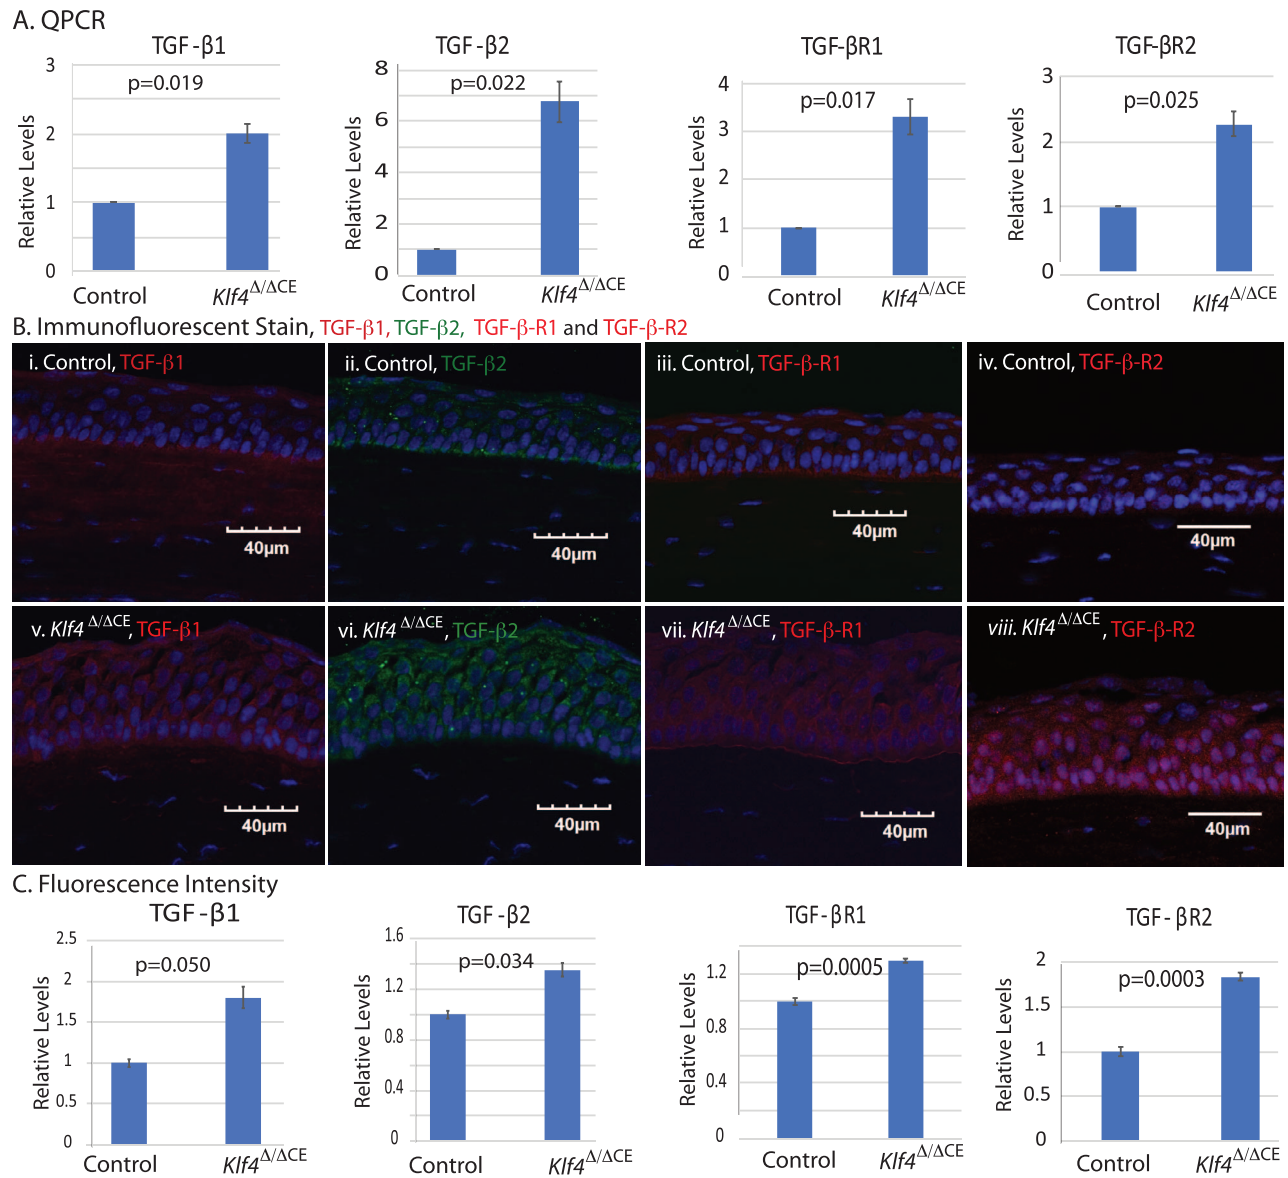 A. QPCR
TGF -β1
p=0.019
Relative Levels
3
2
1
0
Control
Klf4Δ/ΔCE
TGF -β2
p=0.022
Relative Levels
8
6
4
2
0
Control
Klf4Δ/ΔCE
TGF-βR1
p=0.017
Relative Levels
4
3
2
1
0
Control
Klf4Δ/ΔCE
TGF-βR2
p=0.025
Relative Levels
3
2
1
0
Control
Klf4Δ/ΔCE
B. Immunofluorescent Stain, TGF-β1, TGF-β2, TGF-β-R1 and TGF-β-R2
i. Control, TGF-β1
40µm
ii. Control, TGF-β2
40µm
iii. Control, TGF-β-R1
40µm
iv. Control, TGF-β-R2
40µm
v. Klf4 Δ/ΔCE, TGF-β1
40µm
vi. Klf4 Δ/ΔCE, TGF-β2
40µm
vii. Klf4 Δ/ΔCE, TGF-β-R1
40µm
viii. Klf4 Δ/ΔCE, TGF-β-R2
40µm
C. Fluorescence Intensity
TGF -β1
p=0.050
Relative Levels
2.5
2
1.5
1
0.5
0
Control
Klf4Δ/ΔCE
TGF -β2
p=0.034
Relative Levels
1.6
1.2
0.8
0.4
0
Control
Klf4Δ/ΔCE
TGF-βR1
p=0.0005
Relative Levels
1.2
0.8
0.4
0
Control
Klf4Δ/ΔCE
TGF- βR2
p=0.0003
Relative Levels
2
1.5
1
0.5
0
Control
Klf4Δ/ΔCE